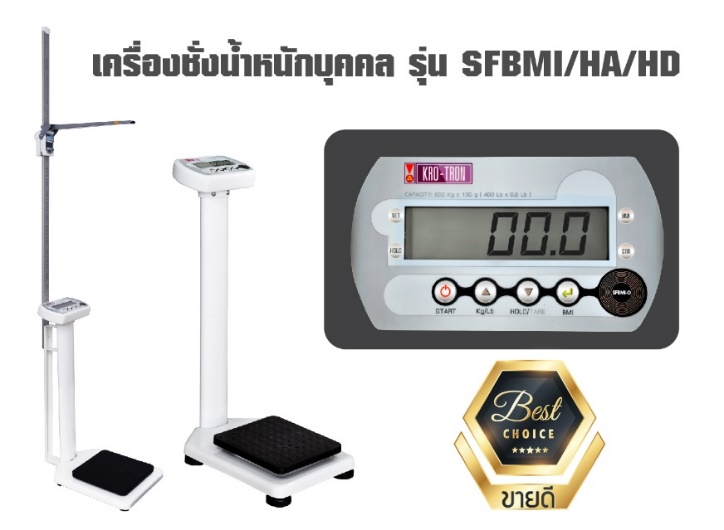 เครื่องชั่งน้ำหนักบุคคล รุ่น SFBMI/HA/HD
KRO-TRON
NET
HOLD
00.0
START Kg/Lb HOLD/TARE BMI
SFBMI-D
Best
CHOICE
ขายดี